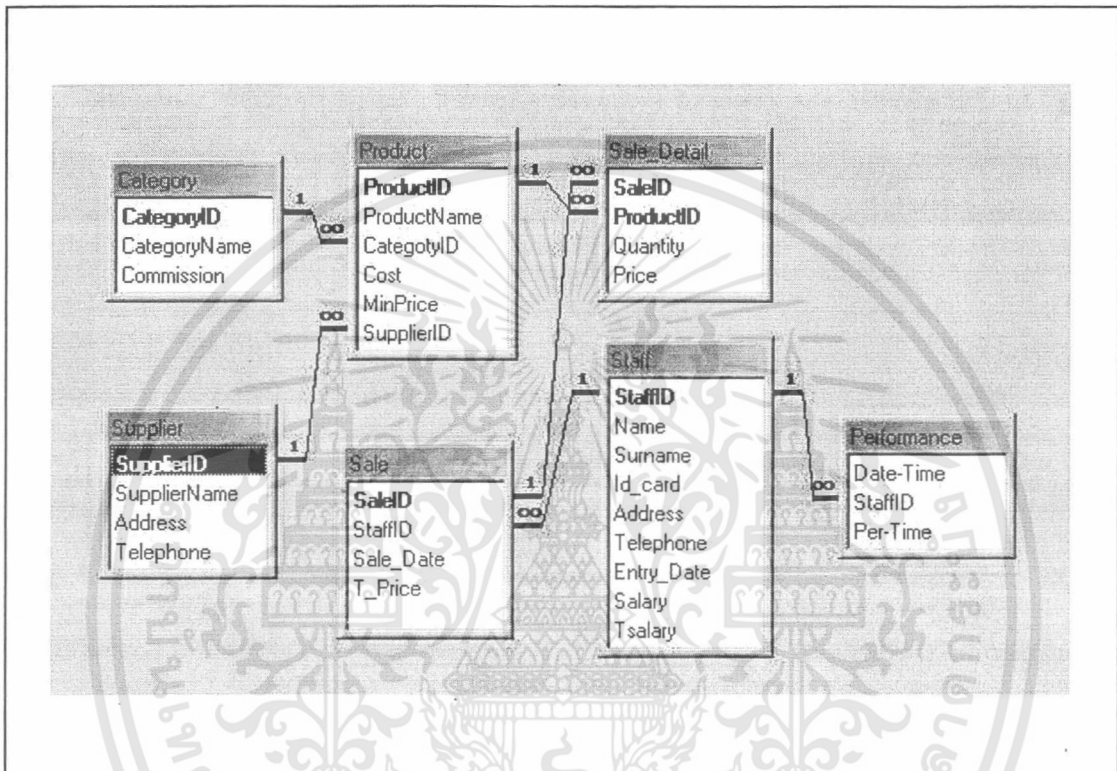 Category
CategoryID
CategoryName
Commission
1
∞
Product
ProductID
ProductName
CategotyID
Cost
MinPrice
SupplierID
∞
1
∞
∞
Sale_Detail
SaleID
ProductID
Quantity
Price
Supplier
SupplierID
SupplierName
Address
Telephone
1
Sale
SaleID
StaffID
Sale_Date
T_Price
1
∞
1
Staff
StaffID
Name
Surname
Id_card
Address
Telephone
Entry_Date
Salary
Tsalary
1
∞
Performance
Date-Time
StaffID
Per-Time